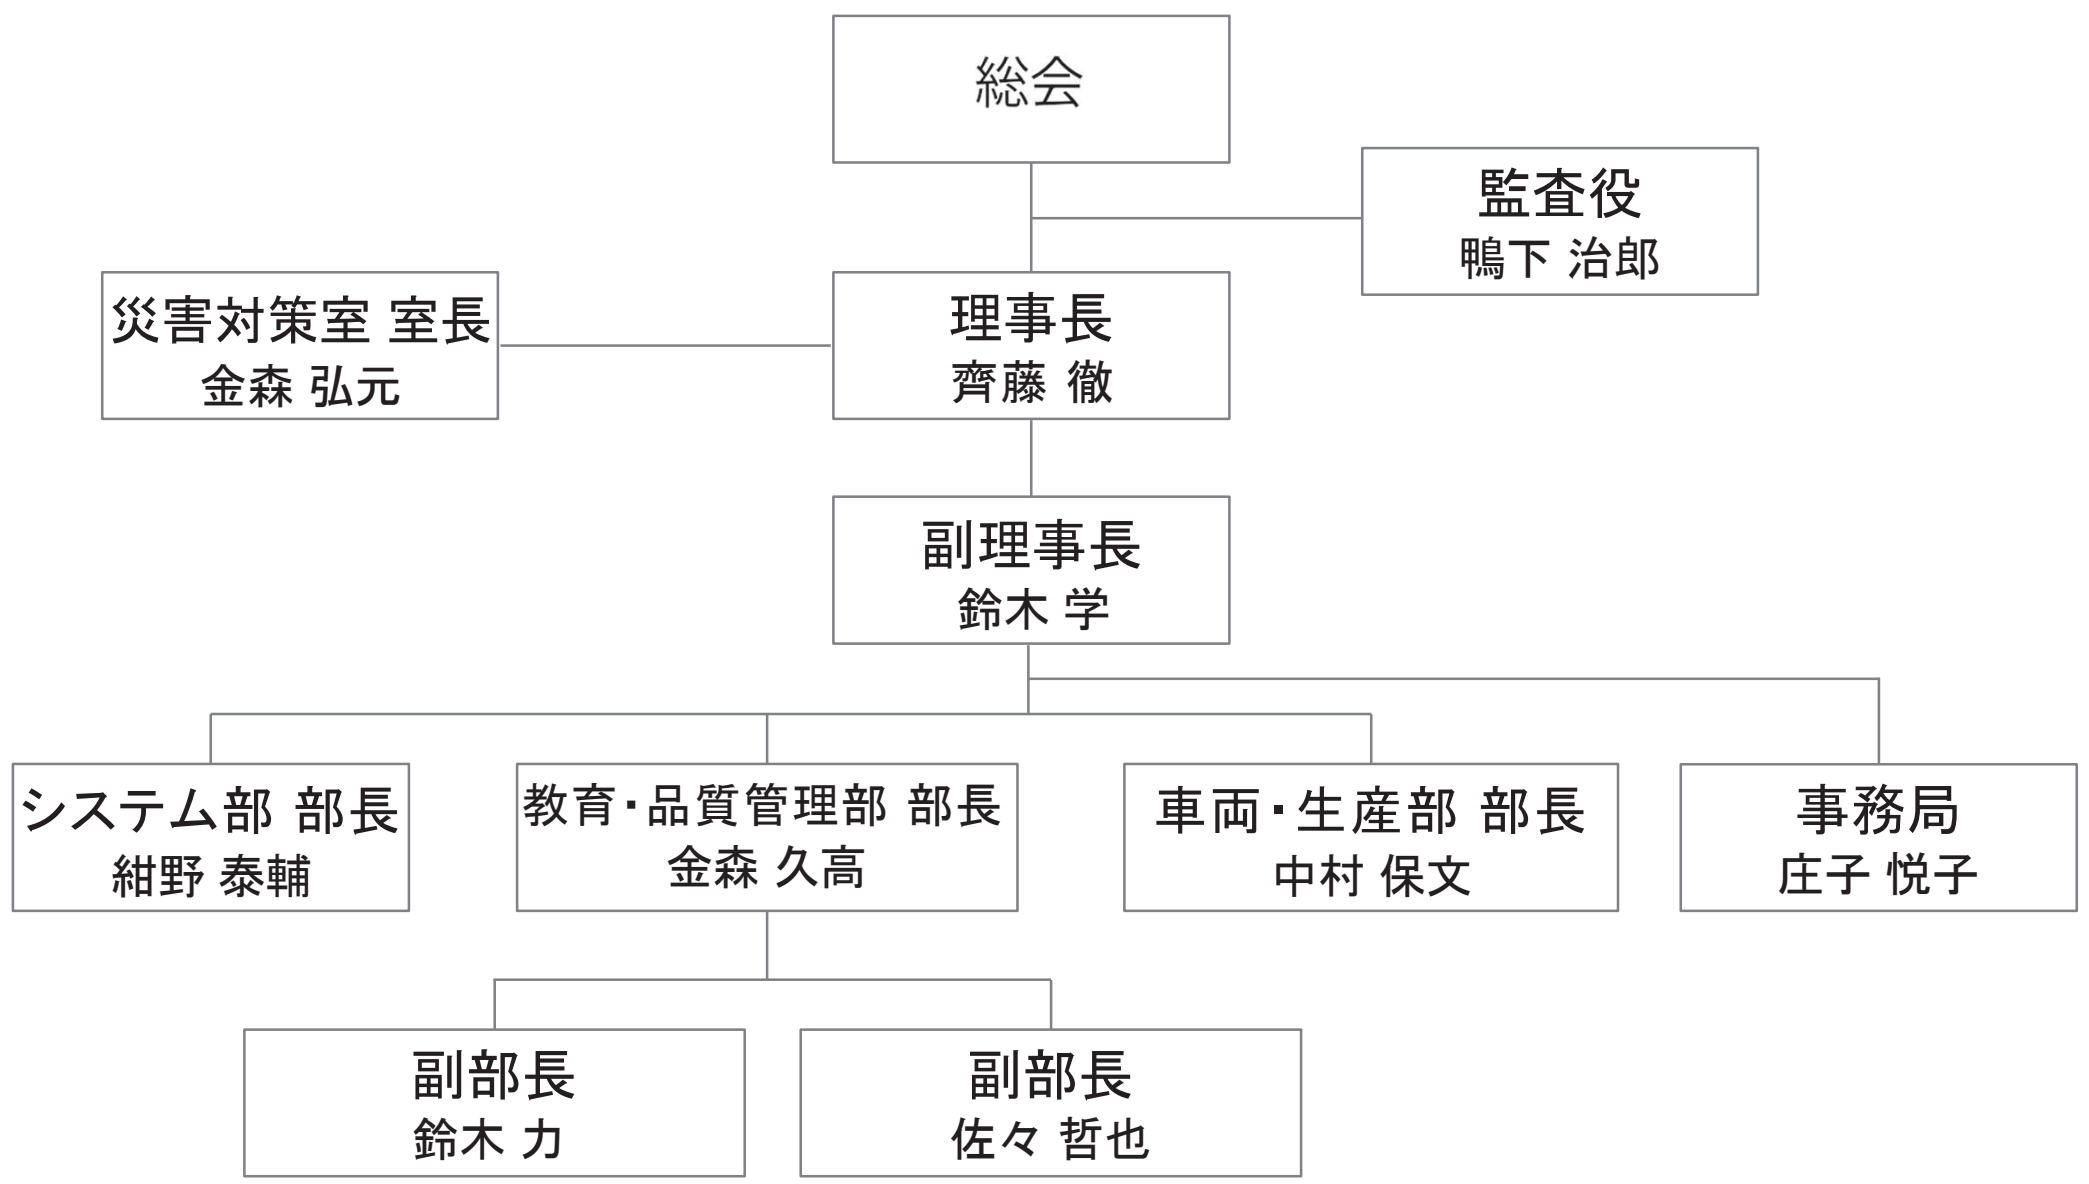 総会
監査役
鴨下 治郎
災害対策室 室長
金森 弘元
理事長
齊藤 徹
副理事長
鈴木 学
システム部 部長
紺野 泰輔
教育・品質管理部 部長
金森 久高
車両・生産部 部長
中村 保文
事務局
庄子 悦子
副部長
鈴木 力
副部長
佐々 哲也